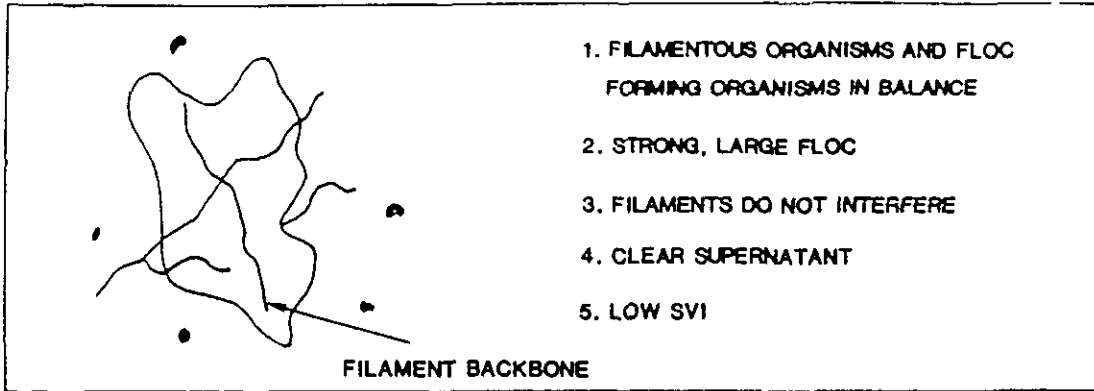 1. FILAMENTOUS ORGANISMS AND FLOC
FORMING ORGANISMS IN BALANCE
2. STRONG, LARGE FLOC
3. FILAMENTS DO NOT INTERFERE
4. CLEAR SUPERNATANT
5. LOW SVI
FILAMENT BACKBONE